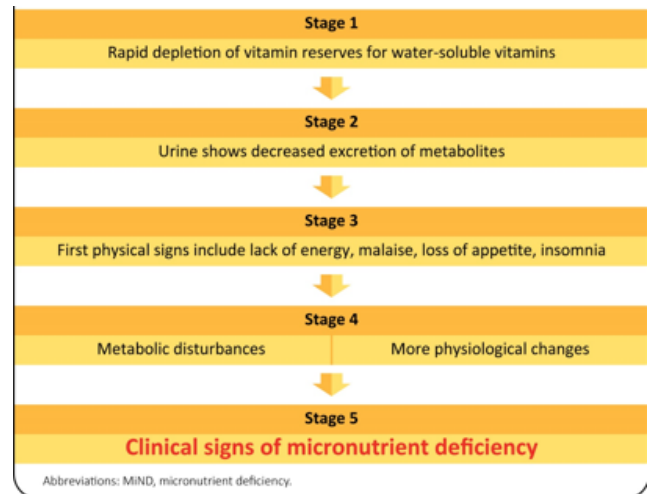 Stage 1
Rapid depletion of vitamin reserves for water-soluble vitamins
Stage 2
Urine shows decreased excretion of metabolites
Stage 3
First physical signs include lack of energy, malaise, loss of appetite, insomnia
Stage 4
Metabolic disturbances
More physiological changes
Stage 5
Clinical signs of micronutrient deficiency
Abbreviations: MiND, micronutrient deficiency.